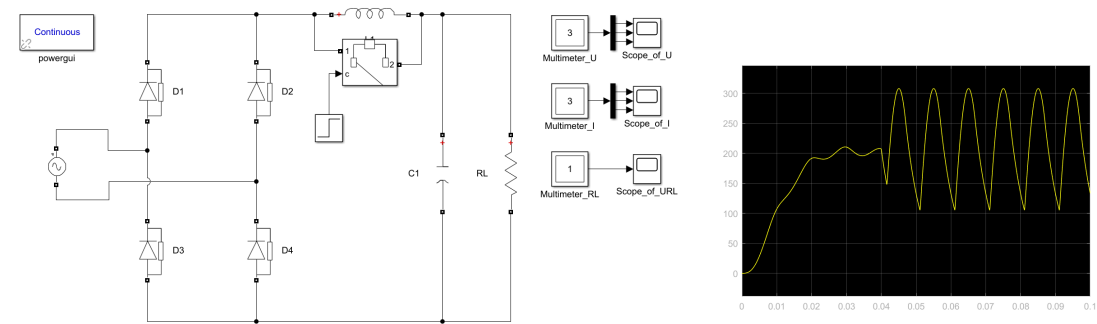 Continuous
powergui
D1
D2
D3
D4
1
2
c
C1
RL
3
Multimeter_U
Scope_of_U
3
Multimeter_I
Scope_of_I
1
Multimeter_RL
Scope_of_URL
300
250
200
150
100
50
0
0 0.01 0.02 0.03 0.04 0.05 0.06 0.07 0.08 0.09 0.1